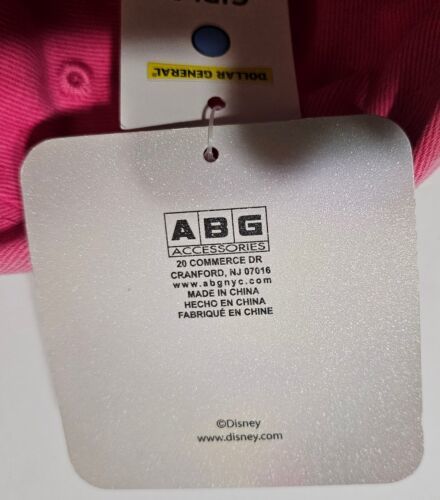 DOLLAR GENERAL
ABG
ACCESSORIES
20 COMMERCE DR
CRANFORD, NJ 07016
www.abgnyc.com
MADE IN CHINA
HECHO EN CHINA
FABRIQUÉ EN CHINE
©Disney
www.disney.com